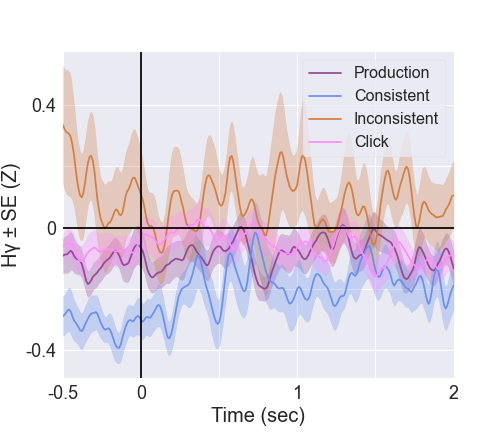 Production
Consistent
Inconsistent
Click
Hγ ± SE (Z)
0.4
0
-0.4
-0.5 0 1 2
Time (sec)